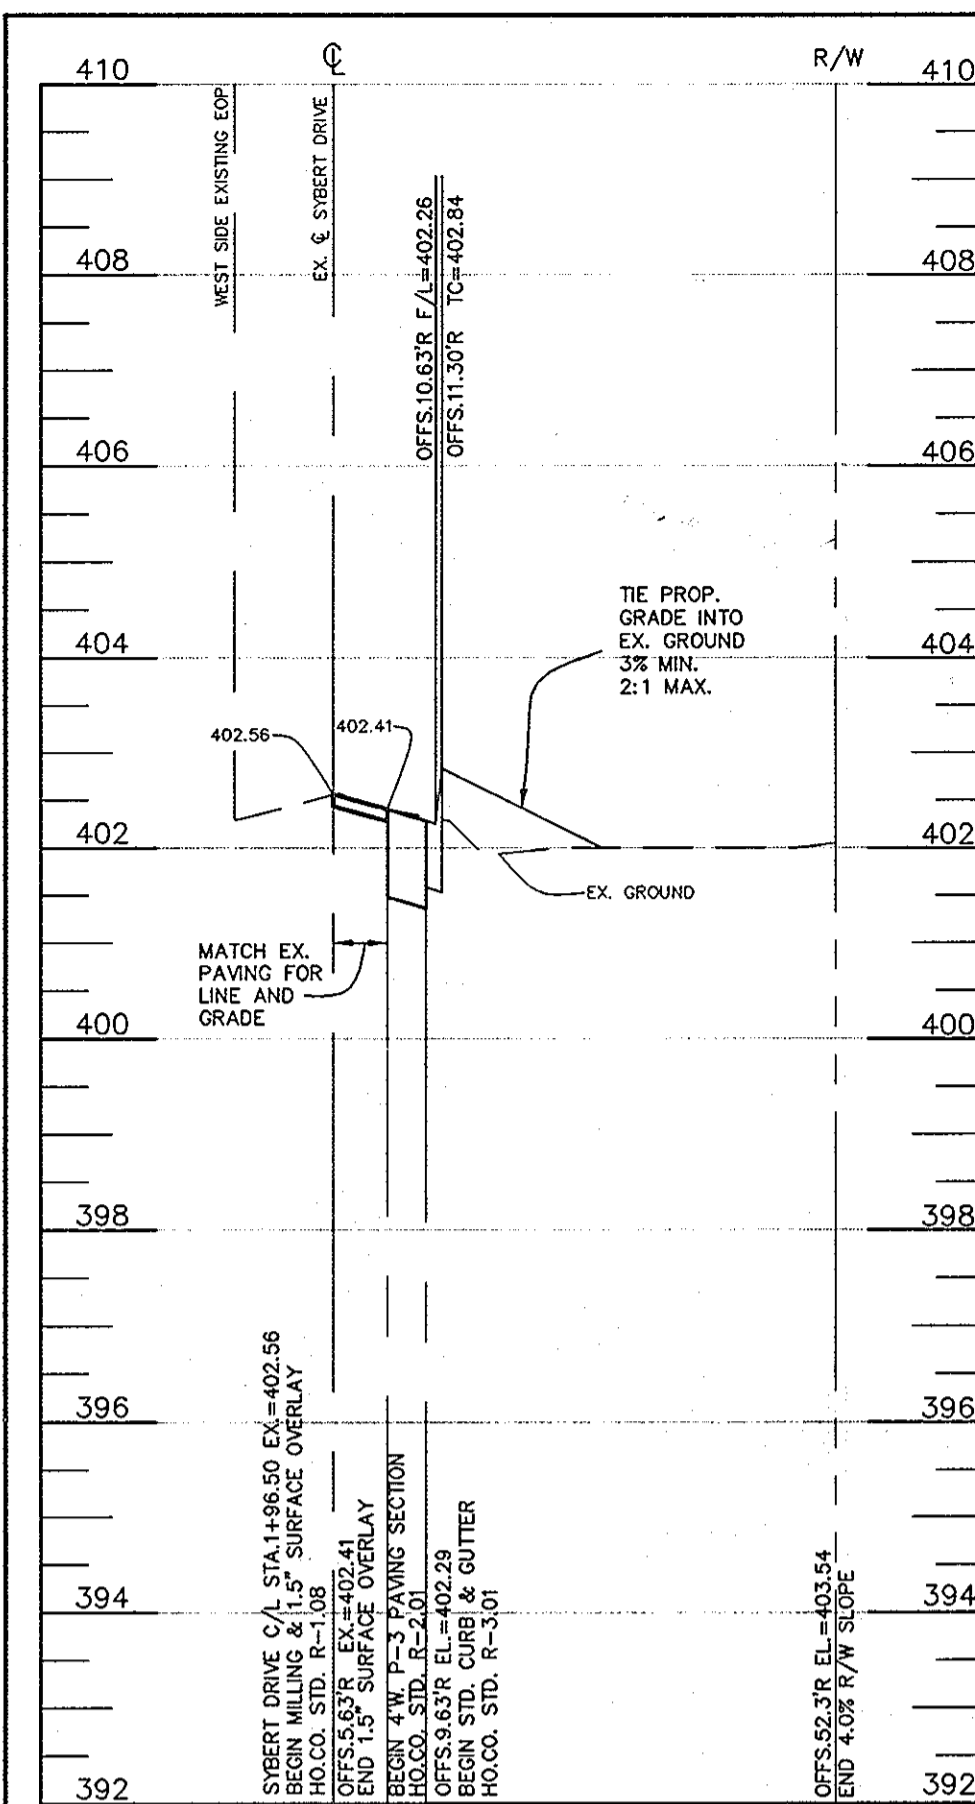 ℄
R/W
410
410
WEST SIDE EXISTING EOP
EX. ℄ SYBERT DRIVE
OFFS.10.63'R F/L=402.26
OFFS.11.30'R TC=402.84
408
408
406
406
TIE PROP.
GRADE INTO
EX. GROUND
3% MIN.
2:1 MAX.
404
404
402.56
402.41
402
402
EX. GROUND
MATCH EX.
PAVING FOR
LINE AND
GRADE
400
400
398
398
396
396
394
394
392
392
SYBERT DRIVE C/L STA.1+96.50 EX.=402.56
BEGIN MILLING & 1.5" SURFACE OVERLAY
HO.CO. STD. R-1.08
OFFS.5.63'R EX.=402.41
END 1.5" SURFACE OVERLAY
BEGIN 4'W. P-3 PAVING SECTION
HO.CO. STD. R-2.01
OFFS.9.63'R EL.=402.29
BEGIN STD. CURB & GUTTER
HO.CO. STD. R-3.01
OFFS.52.3'R EL.=403.54
END 4.0% R/W SLOPE